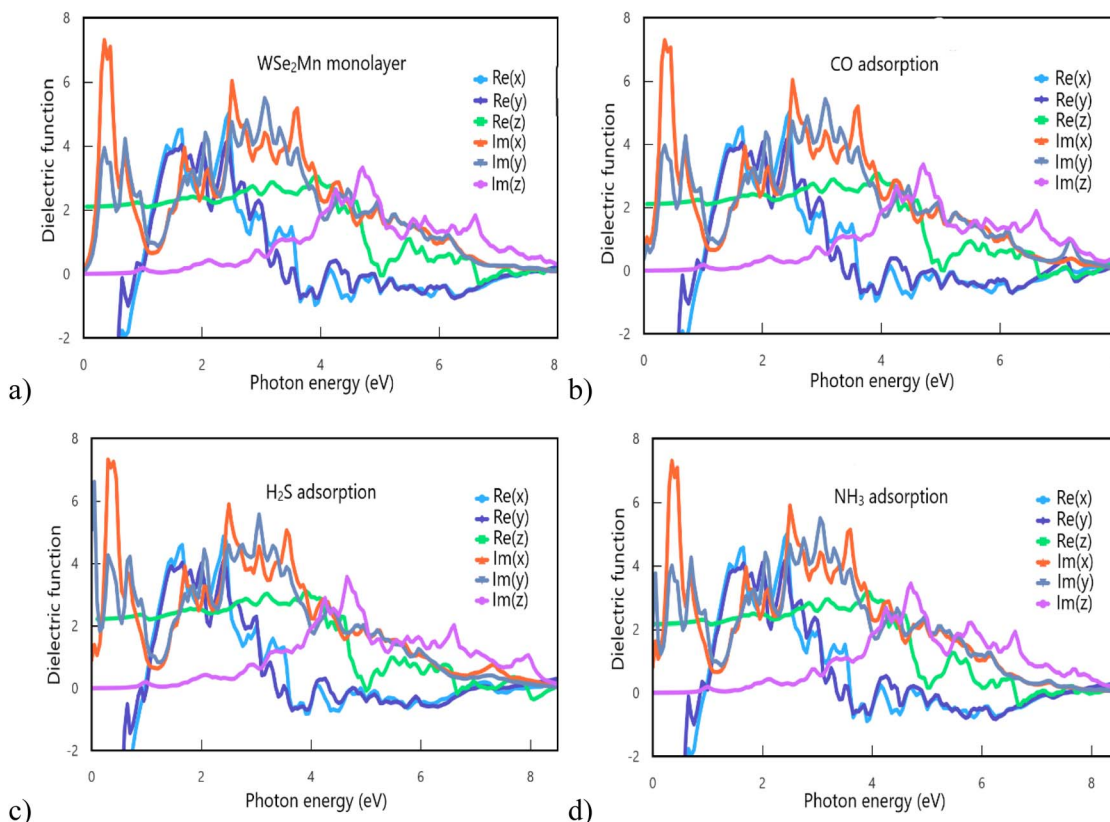 8
6
4
2
0
-2
Dielectric function
WSe₂Mn monolayer
Re(x)
Re(y)
Re(z)
Im(x)
Im(y)
Im(z)
0 2 4 6 8
Photon energy (eV)
a)
8
6
4
2
0
-2
Dielectric function
CO adsorption
Re(x)
Re(y)
Re(z)
Im(x)
Im(y)
Im(z)
0 2 4 6
Photon energy (eV)
b)
8
6
4
2
0
-2
Dielectric function
H₂S adsorption
Re(x)
Re(y)
Re(z)
Im(x)
Im(y)
Im(z)
0 2 4 6 8
Photon energy (eV)
c)
8
6
4
2
0
-2
Dielectric function
NH₃ adsorption
Re(x)
Re(y)
Re(z)
Im(x)
Im(y)
Im(z)
0 2 4 6 8
Photon energy (eV)
d)